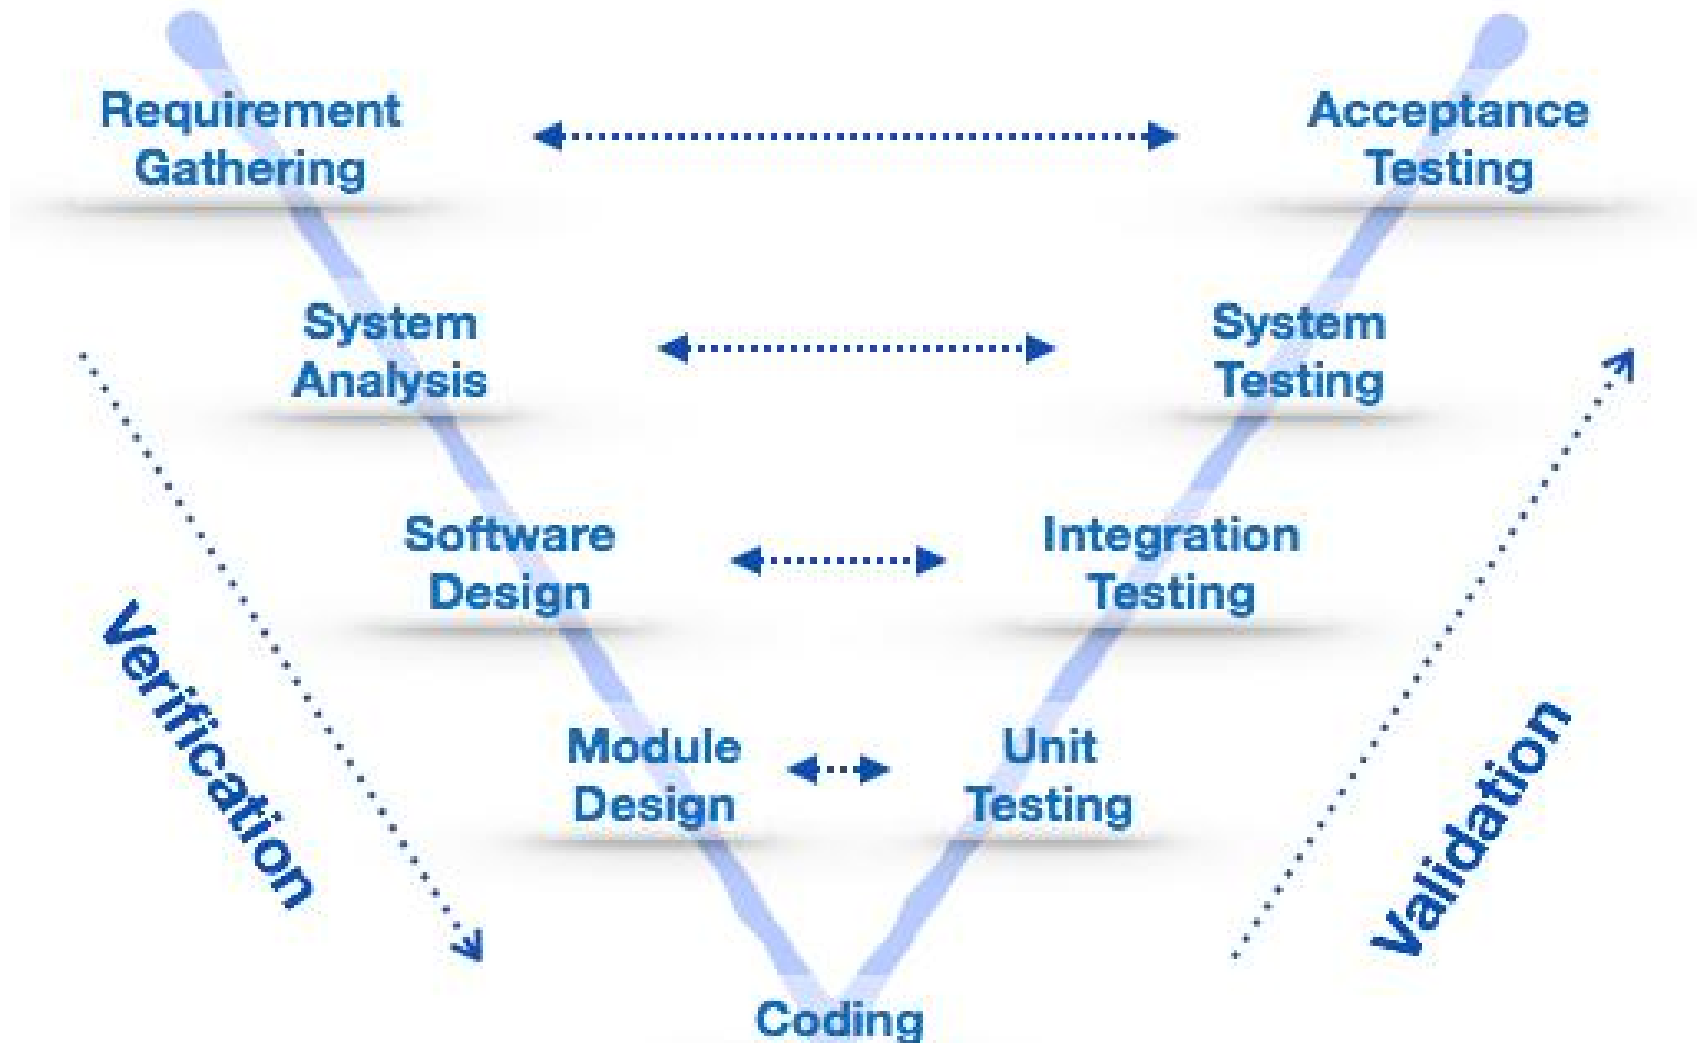 Requirement
Gathering
Acceptance
Testing
System
Analysis
System
Testing
Software
Design
Integration
Testing
Module
Design
Unit
Testing
Coding
Verification
Validation